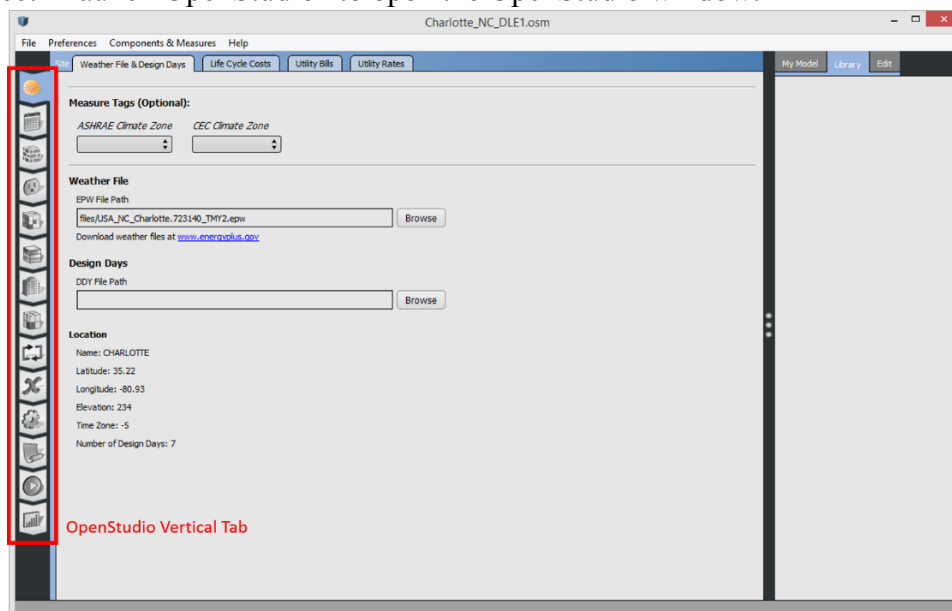 Charlotte_NC_DLE1.osm
File Preferences Components & Measures Help
Site Weather File & Design Days Life Cycle Costs Utility Bills Utility Rates My Model Library Edit
Measure Tags (Optional):
ASHRAE Climate Zone CEC Climate Zone
Weather File
EPW File Path
files/USA_NC_Charlotte.723140_TMY2.epw Browse
Download weather files at www.energyplus.gov
Design Days
DDY File Path
Browse
Location
Name: CHARLOTTE
Latitude: 35.22
Longitude: -80.93
Elevation: 234
Time Zone: -5
Number of Design Days: 7
OpenStudio Vertical Tab